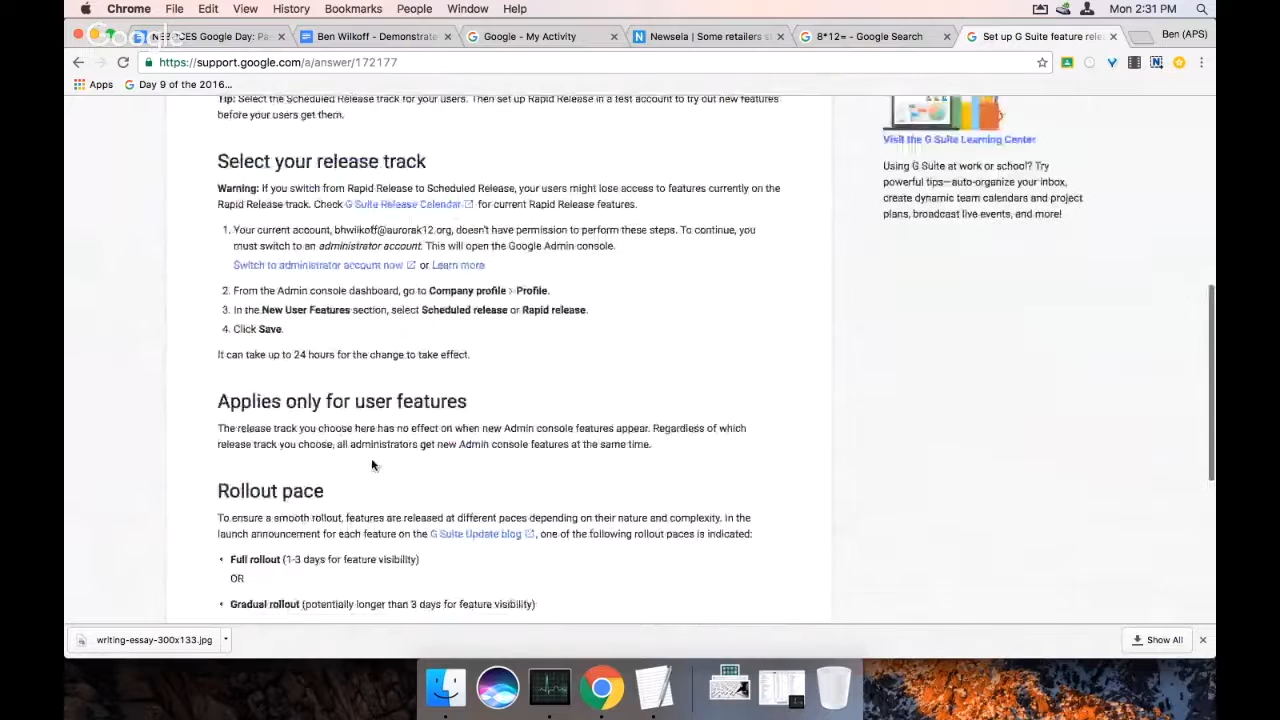 Chrome File Edit View History Bookmarks People Window Help Mon 2:31 PM
Google
Google Day: Ben Wilkoff - Demonstrate Google - My Activity Newsela | Some retailers s 8*12= - Google Search Set up G Suite feature rele Ben (APS)
https://support.google.com/a/answer/172177
Apps Day 9 of the 2016...
Tip: Select the Scheduled Release track for your users. Then set up Rapid Release in a test account to try out new features
before your users get them.
Select your release track
Warning: If you switch from Rapid Release to Scheduled Release, your users might lose access to features currently on the
Rapid Release track. Check G Suite Release Calendar for current Rapid Release features.
1. Your current account, bhwilkoff@aurorak12.org, doesn't have permission to perform these steps. To continue, you
must switch to an administrator account. This will open the Google Admin console.
Switch to administrator account now or Learn more
2. From the Admin console dashboard, go to Company profile > Profile.
3. In the New User Features section, select Scheduled release or Rapid release.
4. Click Save.
It can take up to 24 hours for the change to take effect.
Applies only for user features
The release track you choose here has no effect on when new Admin console features appear. Regardless of which
release track you choose, all administrators get new Admin console features at the same time.
Rollout pace
To ensure a smooth rollout, features are released at different paces depending on their nature and complexity. In the
launch announcement for each feature on the G Suite Update blog, one of the following rollout paces is indicated:
• Full rollout (1-3 days for feature visibility)
OR
• Gradual rollout (potentially longer than 3 days for feature visibility)
Visit the G Suite Learning Center
Using G Suite at work or school? Try
powerful tips—auto-organize your inbox,
create dynamic team calendars and project
plans, broadcast live events, and more!
writing-essay-300x133.jpg Show All